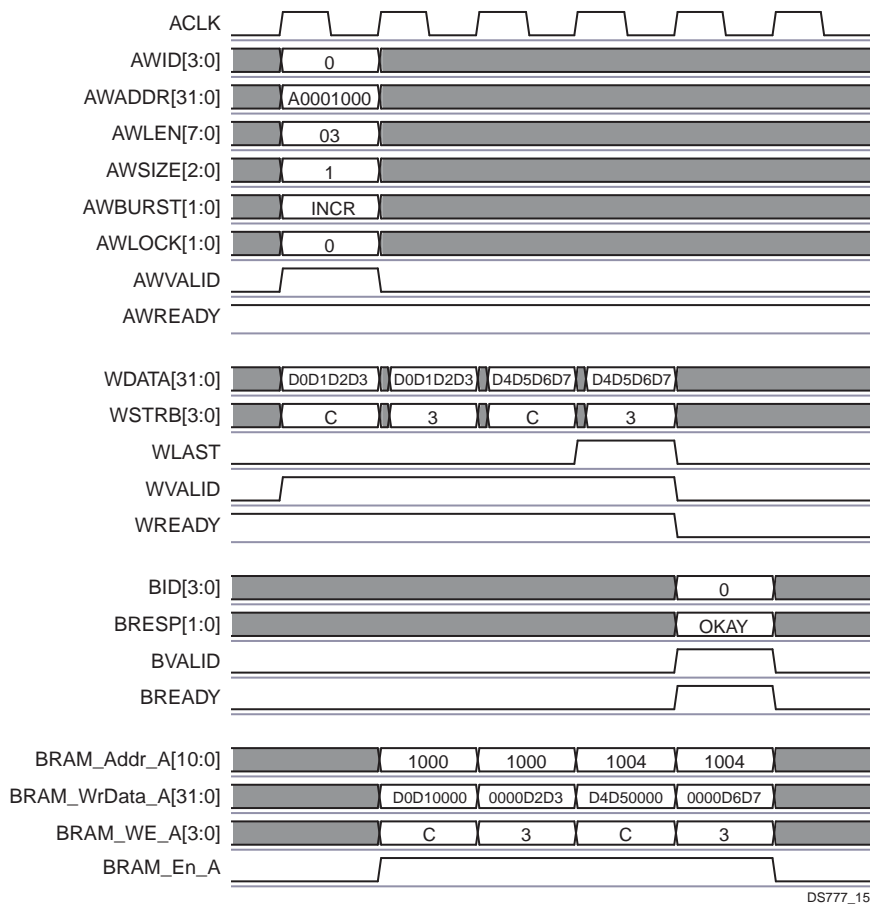 ACLK
AWID[3:0] 0
AWADDR[31:0] A0001000
AWLEN[7:0] 03
AWSIZE[2:0] 1
AWBURST[1:0] INCR
AWLOCK[1:0] 0
AWVALID
AWREADY
WDATA[31:0] D0D1D2D3 D0D1D2D3 D4D5D6D7 D4D5D6D7
WSTRB[3:0] C 3 C 3
WLAST
WVALID
WREADY
BID[3:0] 0
BRESP[1:0] OKAY
BVALID
BREADY
BRAM_Addr_A[10:0] 1000 1000 1004 1004
BRAM_WrData_A[31:0] D0D10000 0000D2D3 D4D50000 0000D6D7
BRAM_WE_A[3:0] C 3 C 3
BRAM_En_A
DS777_15